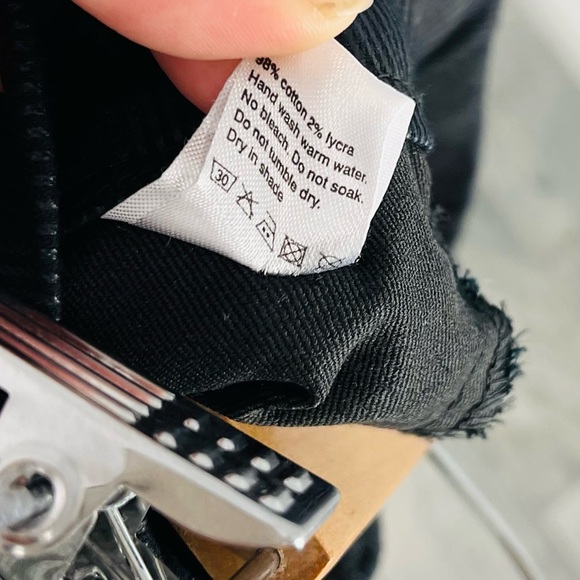 98% cotton 2% lycra
Hand wash warm water.
No bleach. Do not soak.
Do not tumble dry.
Dry in shade
30